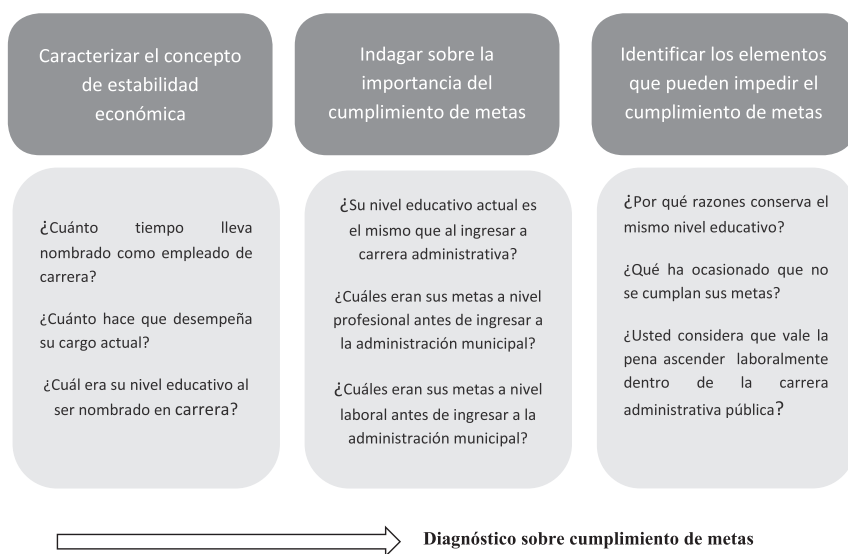 Caracterizar el concepto
de estabilidad
económica
¿Cuánto tiempo lleva
nombrado como empleado de
carrera?
¿Cuánto hace que desempeña
su cargo actual?
¿Cuál era su nivel educativo al
ser nombrado en carrera?
Indagar sobre la
importancia del
cumplimiento de metas
¿Su nivel educativo actual es
el mismo que al ingresar a
carrera administrativa?
¿Cuáles eran sus metas a nivel
profesional antes de ingresar a
la administración municipal?
¿Cuáles eran sus metas a nivel
laboral antes de ingresar a la
administración municipal?
Identificar los elementos
que pueden impedir el
cumplimiento de metas
¿Por qué razones conserva el
mismo nivel educativo?
¿Qué ha ocasionado que no
se cumplan sus metas?
¿Usted considera que vale la
pena ascender laboralmente
dentro de la carrera
administrativa pública?
Diagnóstico sobre cumplimiento de metas